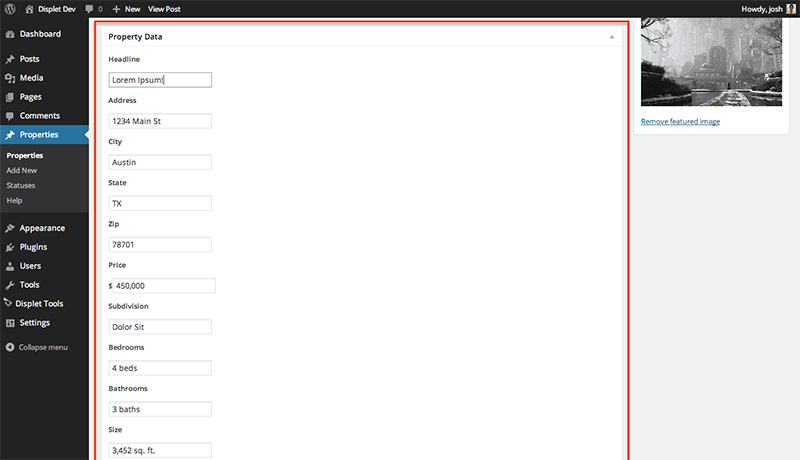 Displet Dev 0 + New View Post Howdy, josh
Dashboard
Posts
Media
Pages
Comments
Properties
Properties
Add New
Statuses
Help
Appearance
Plugins
Users
Tools
Displet Tools
Settings
Collapse menu
Property Data
Headline
Lorem Ipsum!
Address
1234 Main St
City
Austin
State
TX
Zip
78701
Price
$ 450,000
Subdivision
Dolor Sit
Bedrooms
4 beds
Bathrooms
3 baths
Size
3,452 sq. ft.
Remove featured image